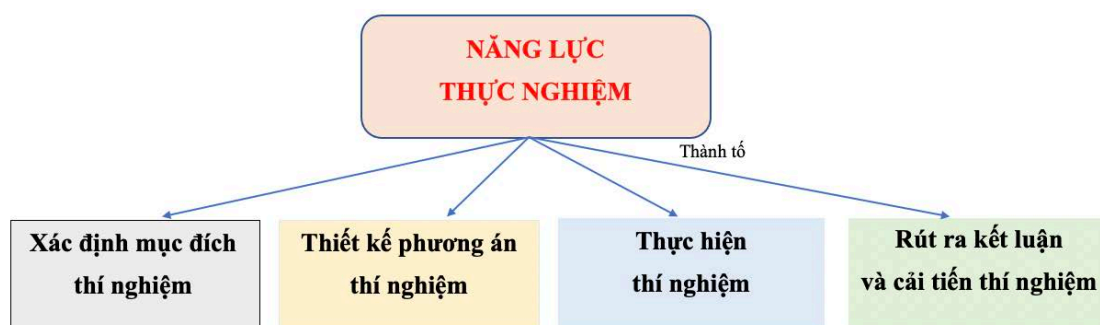 NĂNG LỰC
THỰC NGHIỆM
Thành tố
Xác định mục đích
thí nghiệm
Thiết kế phương án
thí nghiệm
Thực hiện
thí nghiệm
Rút ra kết luận
và cải tiến thí nghiệm